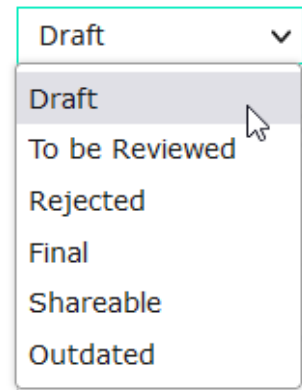 Draft
Draft
To be Reviewed
Rejected
Final
Shareable
Outdated